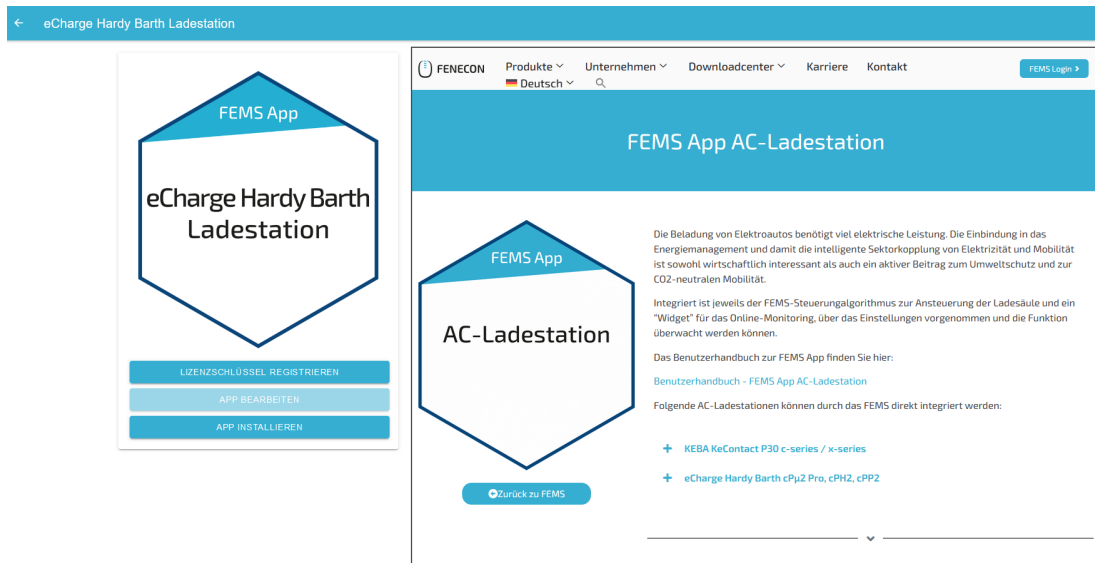 eCharge Hardy Barth Ladestation
FEMS App
eCharge Hardy Barth
Ladestation
LIZENZSCHLÜSSEL REGISTRIEREN
APP BEARBEITEN
APP INSTALLIEREN
FENECON
Produkte Unternehmen Downloadcenter Karriere Kontakt
Deutsch
FEMS Login
FEMS App AC-Ladestation
FEMS App
AC-Ladestation
Zurück zu FEMS
Die Beladung von Elektroautos benötigt viel elektrische Leistung. Die Einbindung in das
Energiemanagement und damit die intelligente Sektorkopplung von Elektrizität und Mobilität
ist sowohl wirtschaftlich interessant als auch ein aktiver Beitrag zum Umweltschutz und zur
CO2-neutralen Mobilität.
Integriert ist jeweils der FEMS-Steuerungalgorithmus zur Ansteuerung der Ladesäule und ein
"Widget" für das Online-Monitoring, über das Einstellungen vorgenommen und die Funktion
überwacht werden können.
Das Benutzerhandbuch zur FEMS App finden Sie hier:
Benutzerhandbuch - FEMS App AC-Ladestation
Folgende AC-Ladestationen können durch das FEMS direkt integriert werden:
+ KEBA KeContact P30 c-series / x-series
+ eCharge Hardy Barth cPµ2 Pro, cPH2, cPP2